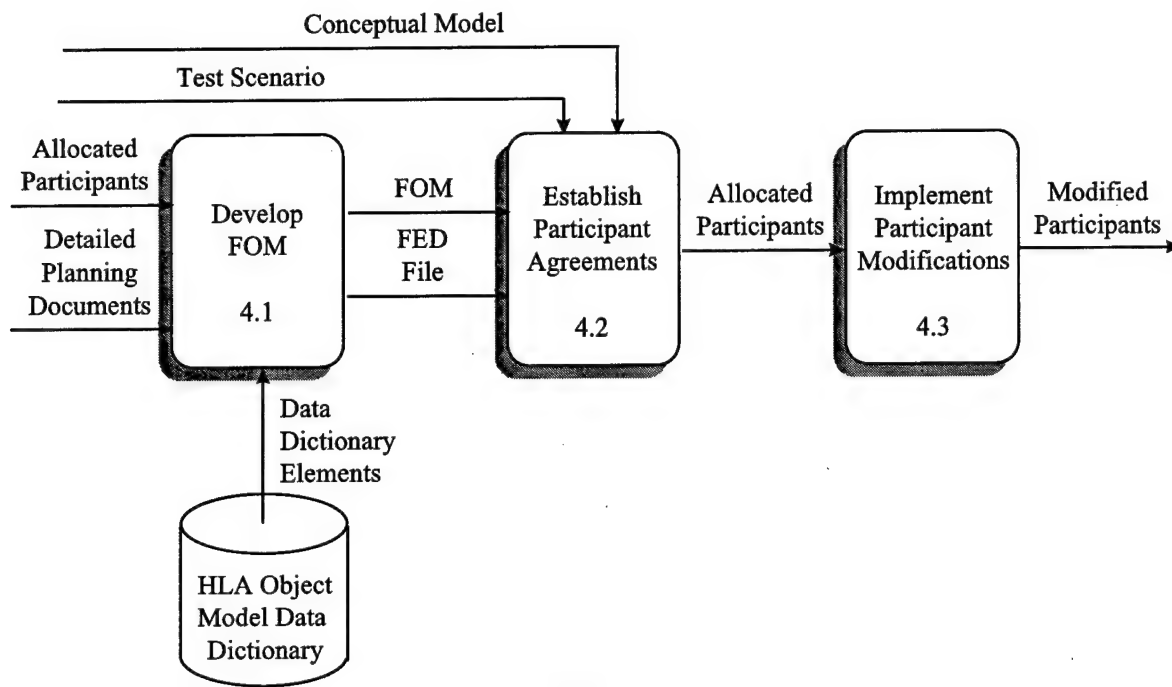 Conceptual Model
Test Scenario
Allocated
Participants
Detailed
Planning
Documents
Develop
FOM
4.1
FOM
FED
File
Establish
Participant
Agreements
4.2
Allocated
Participants
Implement
Participant
Modifications
4.3
Modified
Participants
Data
Dictionary
Elements
HLA Object
Model Data
Dictionary